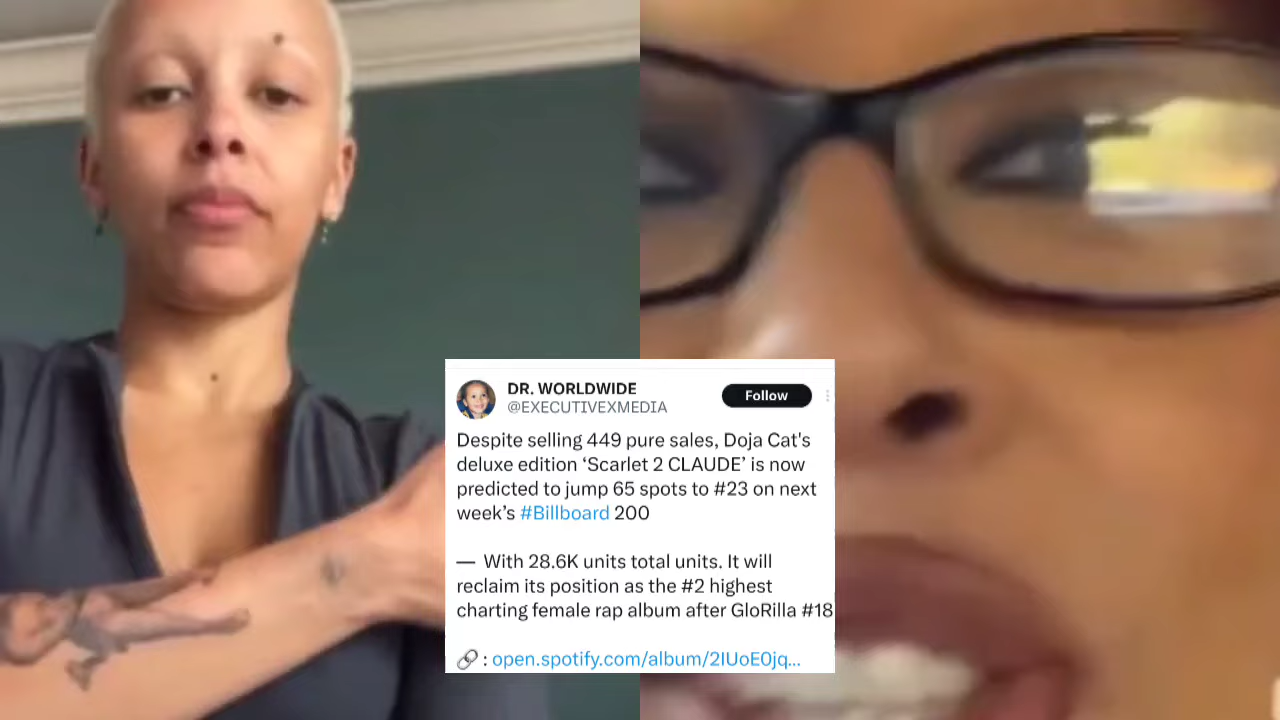 DR. WORLDWIDE
Follow
@EXECUTIVEXMEDIA
Despite selling 449 pure sales, Doja Cat's
deluxe edition ‘Scarlet 2 CLAUDE’ is now
predicted to jump 65 spots to #23 on next
week’s #Billboard 200
— With 28.6K units total units. It will
reclaim its position as the #2 highest
charting female rap album after GloRilla #18
: open.spotify.com/album/2IUoE0jq...